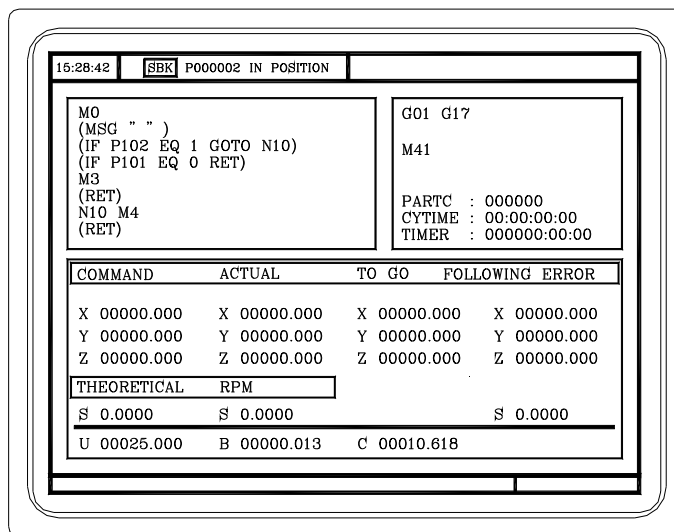 15:28:42 SBK P000002 IN POSITION
M0
(MSG " " )
(IF P102 EQ 1 GOTO N10)
(IF P101 EQ 0 RET)
M3
(RET)
N10 M4
(RET)
G01 G17
M41
PARTC : 000000
CYTIME : 00:00:00:00
TIMER : 000000:00:00
COMMAND ACTUAL TO GO FOLLOWING ERROR
X 00000.000 X 00000.000 X 00000.000 X 00000.000
Y 00000.000 Y 00000.000 Y 00000.000 Y 00000.000
Z 00000.000 Z 00000.000 Z 00000.000 Z 00000.000
THEORETICAL RPM
S 0.0000 S 0.0000 S 0.0000
U 00025.000 B 00000.013 C 00010.618